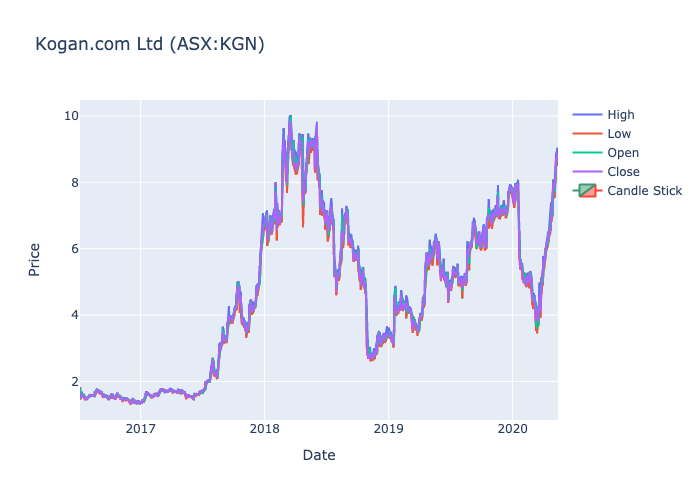 Kogan.com Ltd (ASX:KGN)
10
8
6
4
2
Price
2017
2018
2019
2020
Date
High
Low
Open
Close
Candle Stick